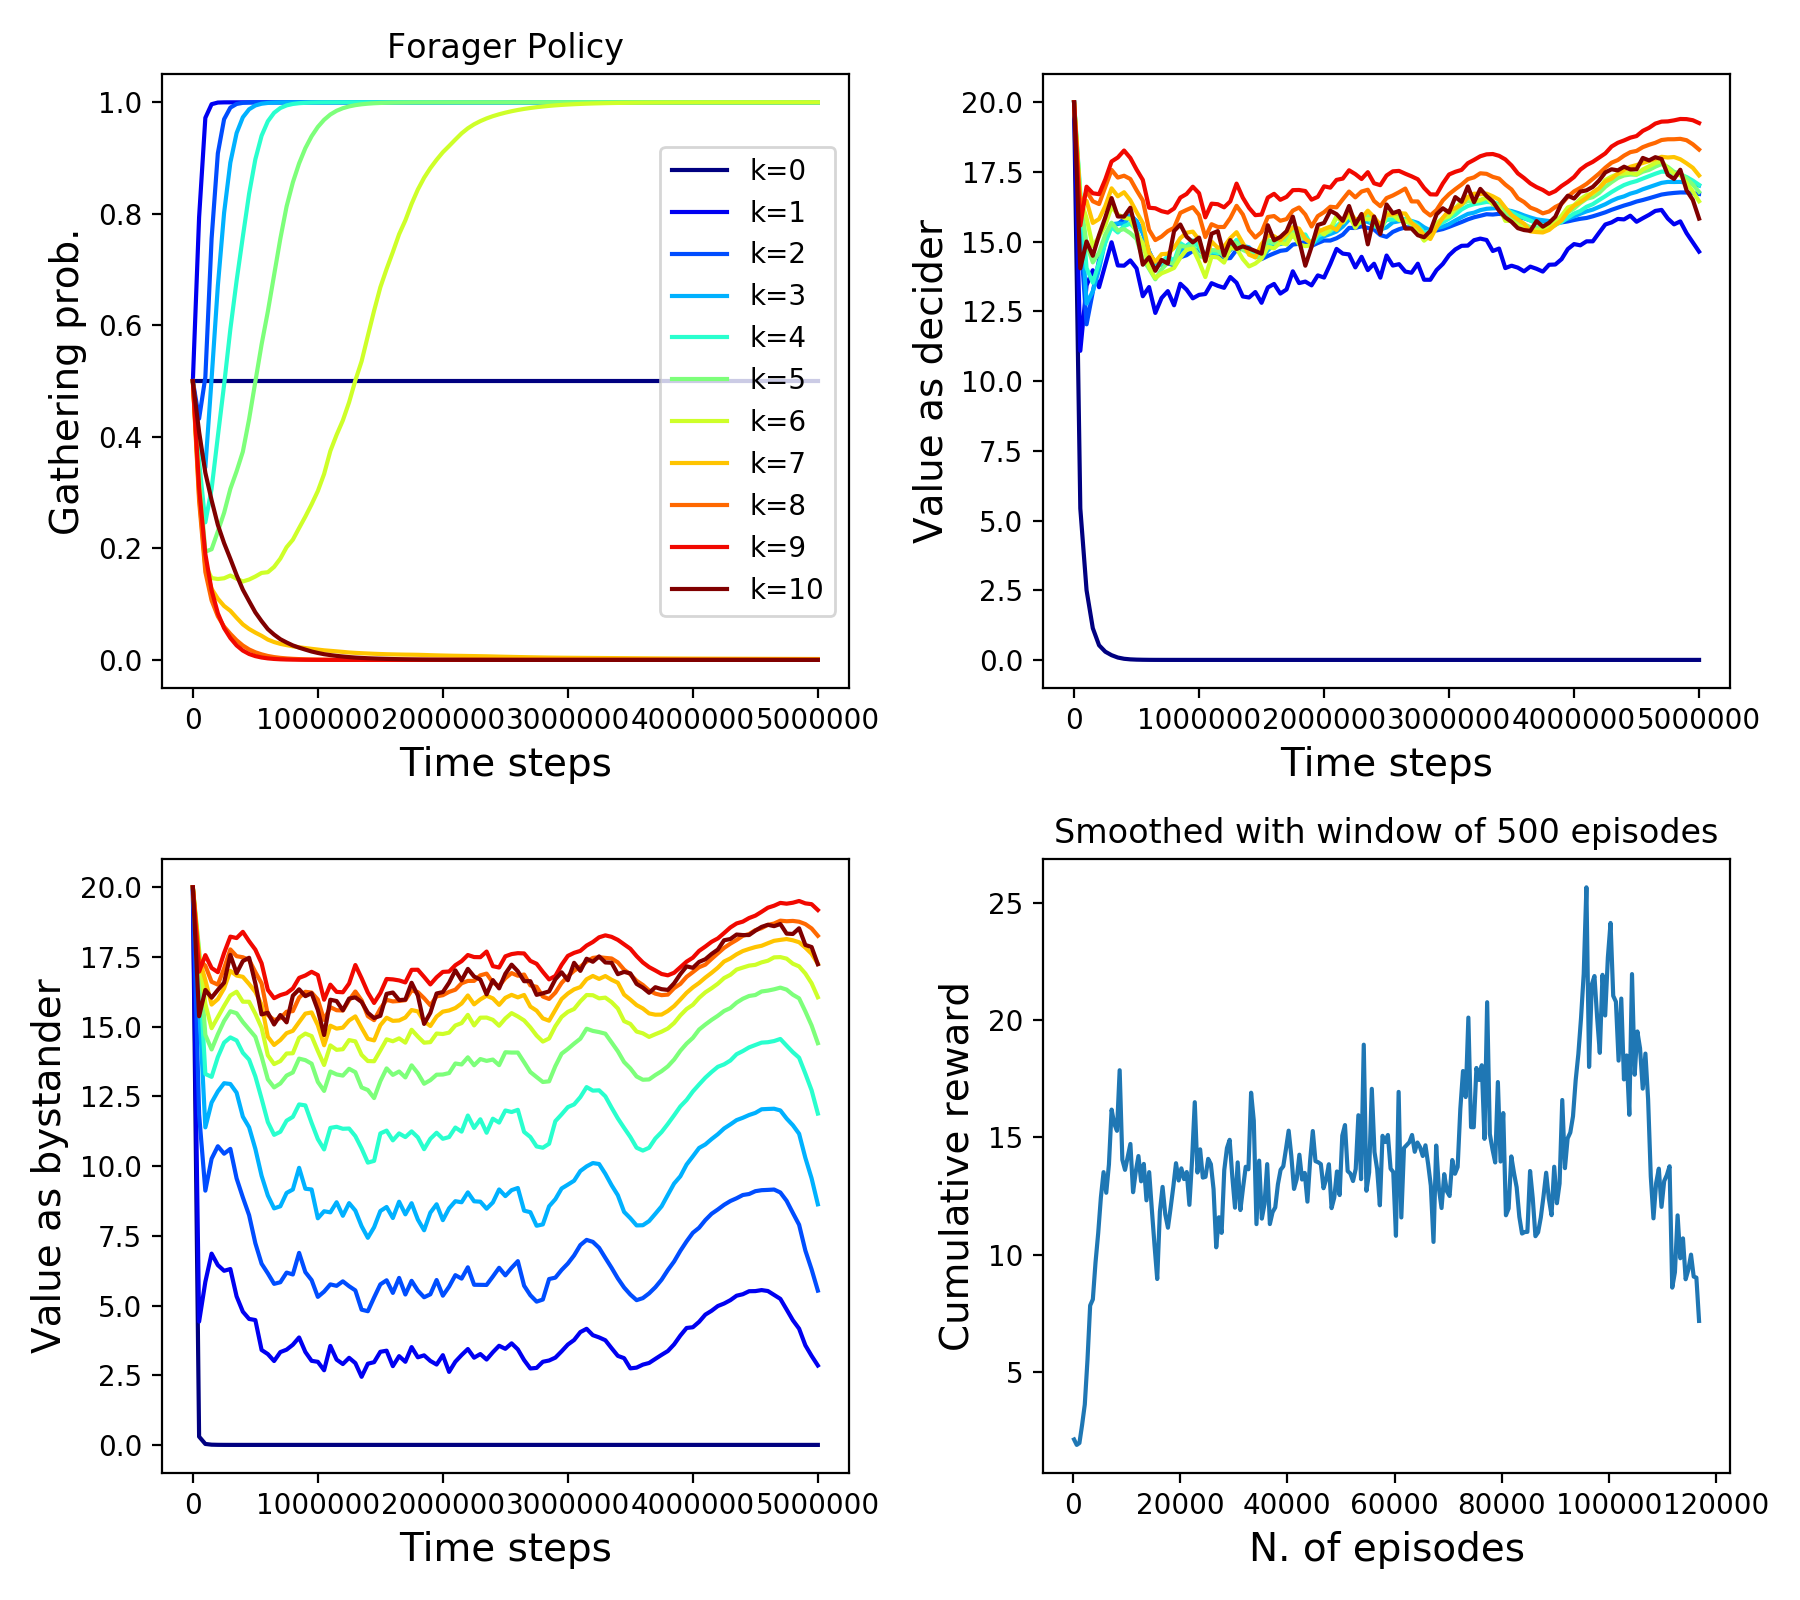 Forager Policy
Gathering prob.
1.0
0.8
0.6
0.4
0.2
0.0
k=0
k=1
k=2
k=3
k=4
k=5
k=6
k=7
k=8
k=9
k=10
0 1000000 2000000 3000000 4000000 5000000
Time steps
Value as decider
20.0
17.5
15.0
12.5
10.0
7.5
5.0
2.5
0.0
0 1000000 2000000 3000000 4000000 5000000
Time steps
Value as bystander
20.0
17.5
15.0
12.5
10.0
7.5
5.0
2.5
0.0
0 1000000 2000000 3000000 4000000 5000000
Time steps
Smoothed with window of 500 episodes
Cumulative reward
25
20
15
10
5
0 20000 40000 60000 80000 100000 120000
N. of episodes